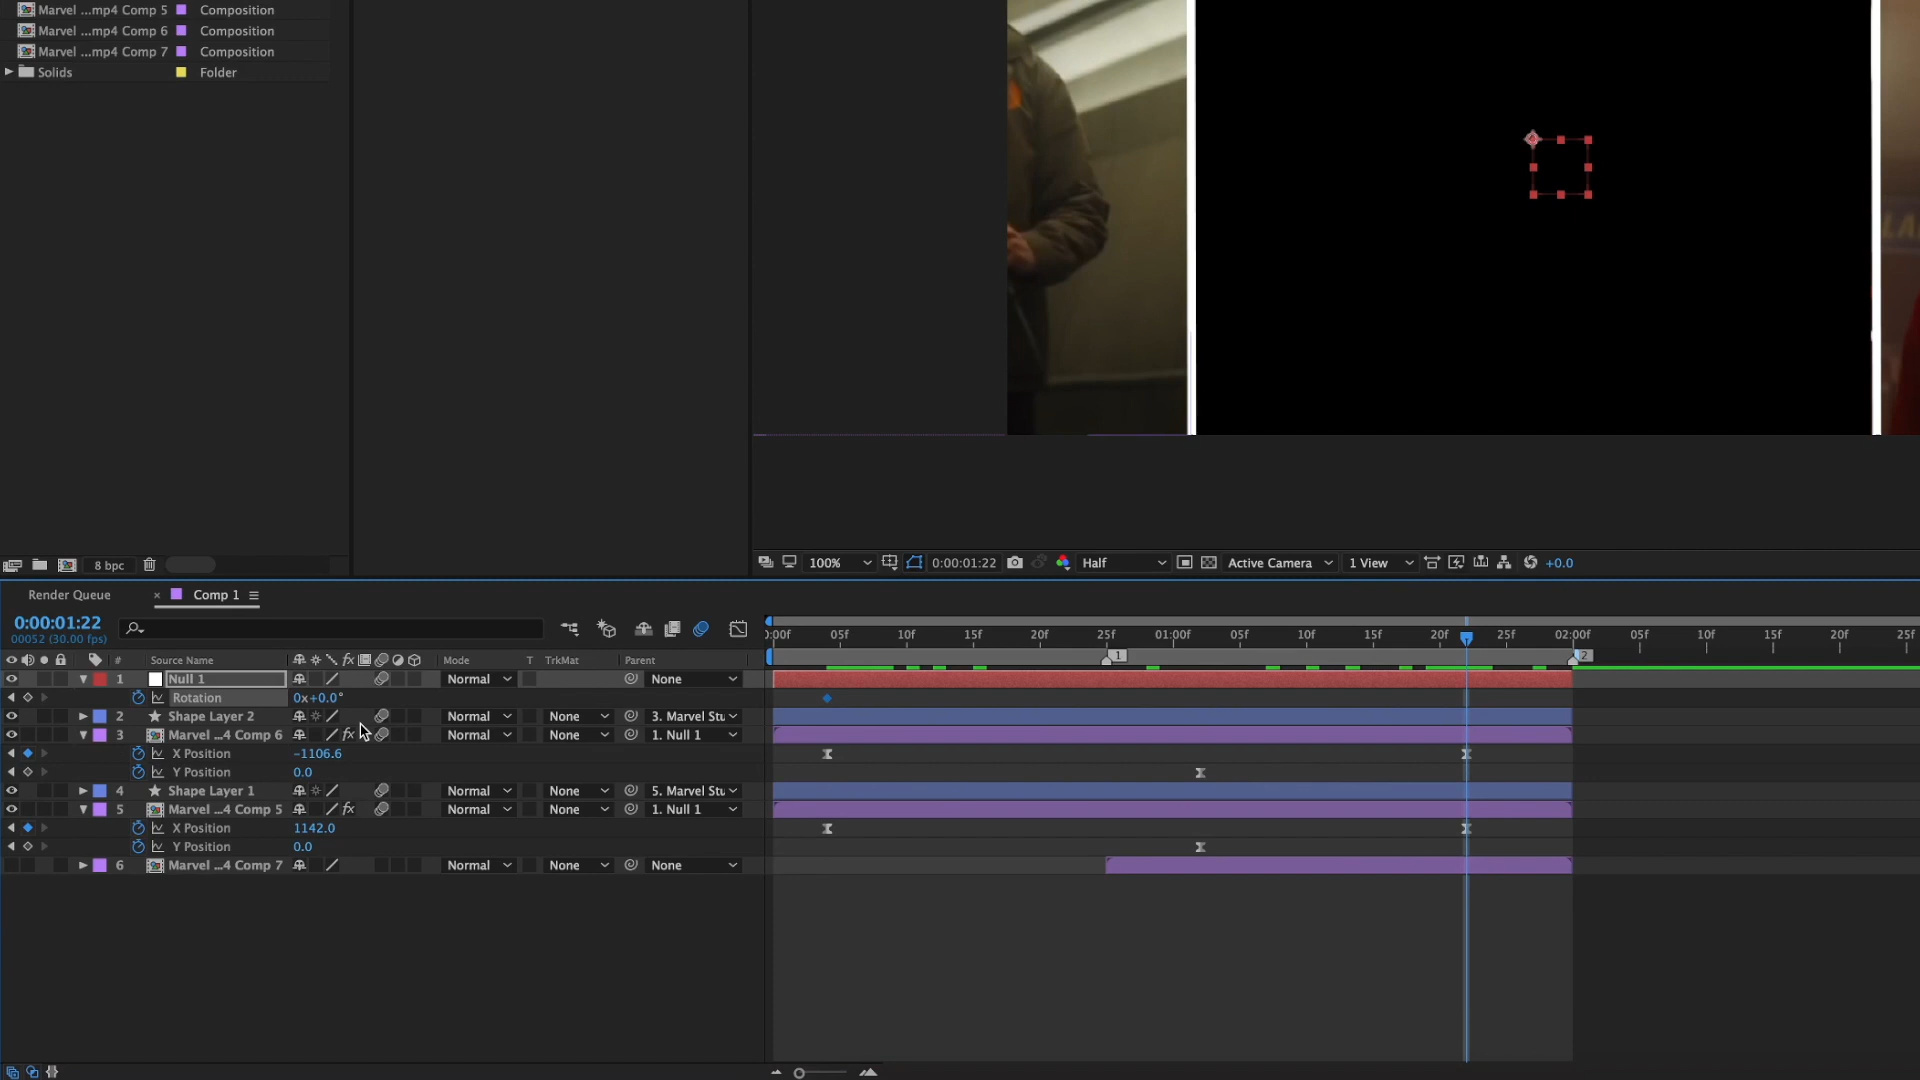 Marvel ...mp4 Comp 5 Composition
Marvel ...mp4 Comp 6 Composition
Marvel ...mp4 Comp 7 Composition
Solids Folder
8 bpc
100% 0:00:01:22 Half Active Camera 1 View +0.0
Render Queue × Comp 1
0:00:01:22
00052 (30.00 fps)
0:00f 05f 10f 15f 20f 25f 01:00f 05f 10f 15f 20f 25f 02:00f 05f 10f 15f 20f 25f
1 2
# Source Name fx Mode T TrkMat Parent
1 Null 1 Normal None
Rotation 0x+0.0°
2 Shape Layer 2 Normal None 3. Marvel Stu
3 Marvel ...4 Comp 6 fx Normal None 1. Null 1
X Position -1106.6
Y Position 0.0
4 Shape Layer 1 Normal None 5. Marvel Stu
5 Marvel ...4 Comp 5 fx Normal None 1. Null 1
X Position 1142.0
Y Position 0.0
6 Marvel ...4 Comp 7 Normal None None